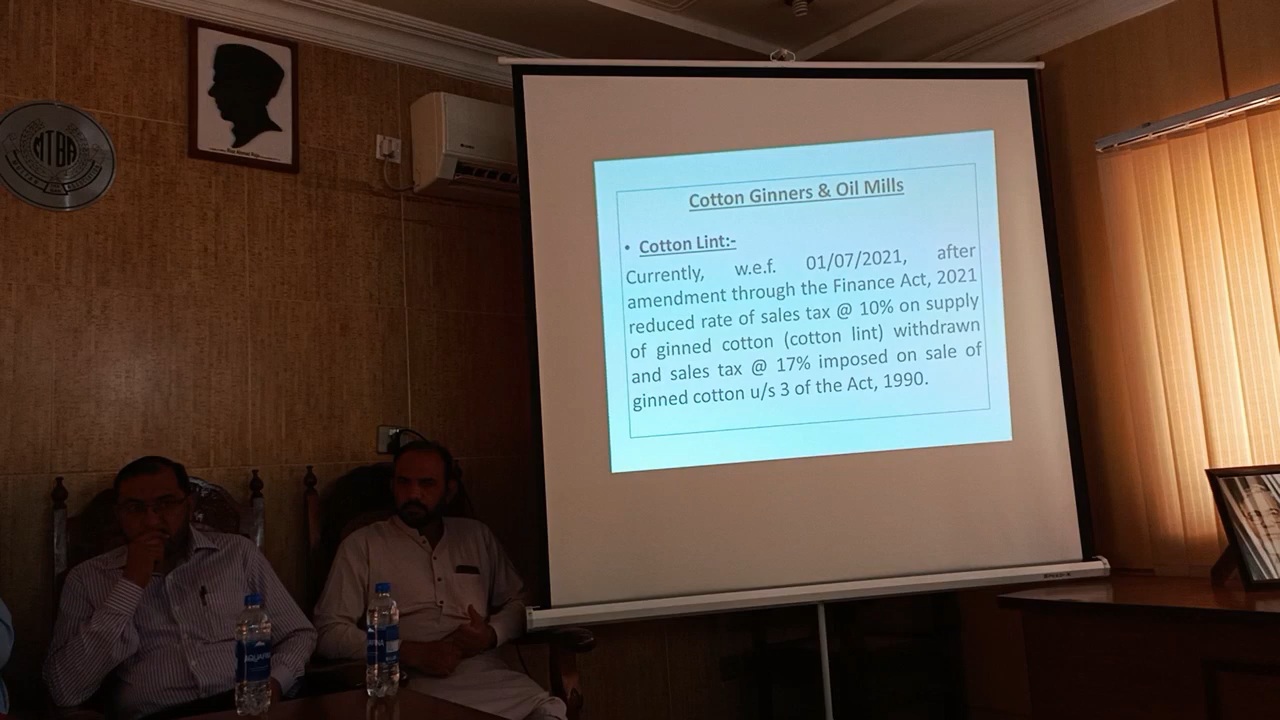 MTBA
Cotton Ginners & Oil Mills
• Cotton Lint:-
Currently, w.e.f. 01/07/2021, after
amendment through the Finance Act, 2021
reduced rate of sales tax @ 10% on supply
of ginned cotton (cotton lint) withdrawn
and sales tax @ 17% imposed on sale of
ginned cotton u/s 3 of the Act, 1990.